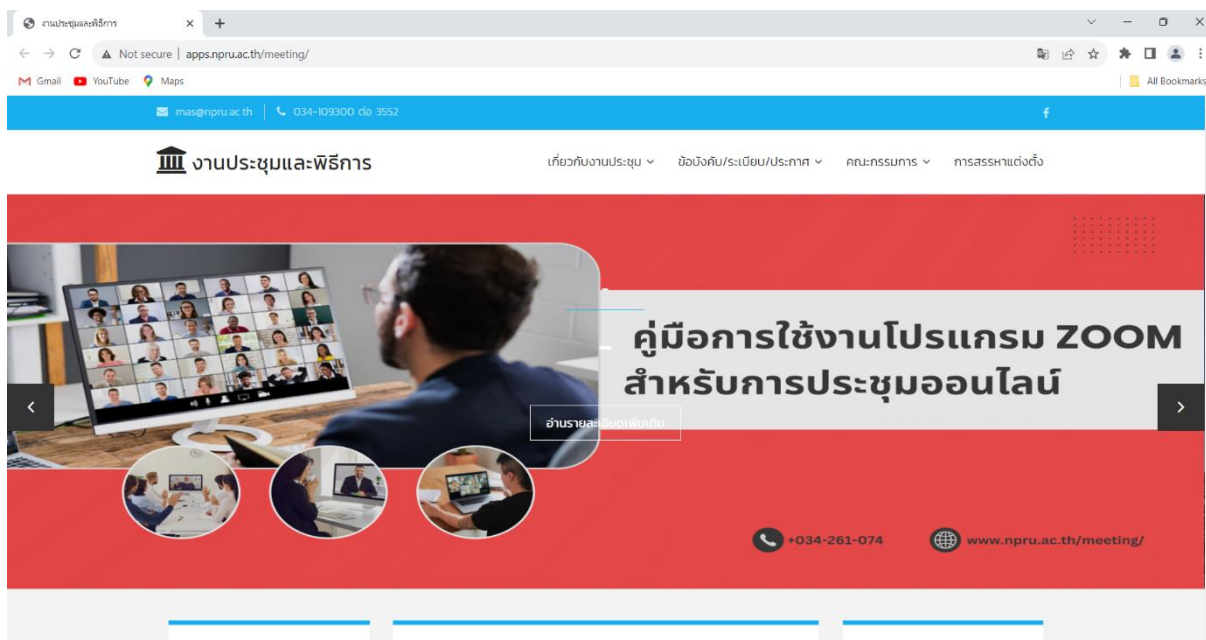 งานประชุมและพิธีการ
Not secure | apps.npru.ac.th/meeting/
Gmail YouTube Maps All Bookmarks
mas@npru.ac.th 034-109300 ต่อ 3552
งานประชุมและพิธีการ เกี่ยวกับงานประชุม ข้อบังคับ/ระเบียบ/ประกาศ คณะกรรมการ การสรรหาแต่งตั้ง
คู่มือการใช้งานโปรแกรม ZOOM
สำหรับการประชุมออนไลน์
อ่านรายละเอียดเพิ่มเติม
+034-261-074 www.npru.ac.th/meeting/